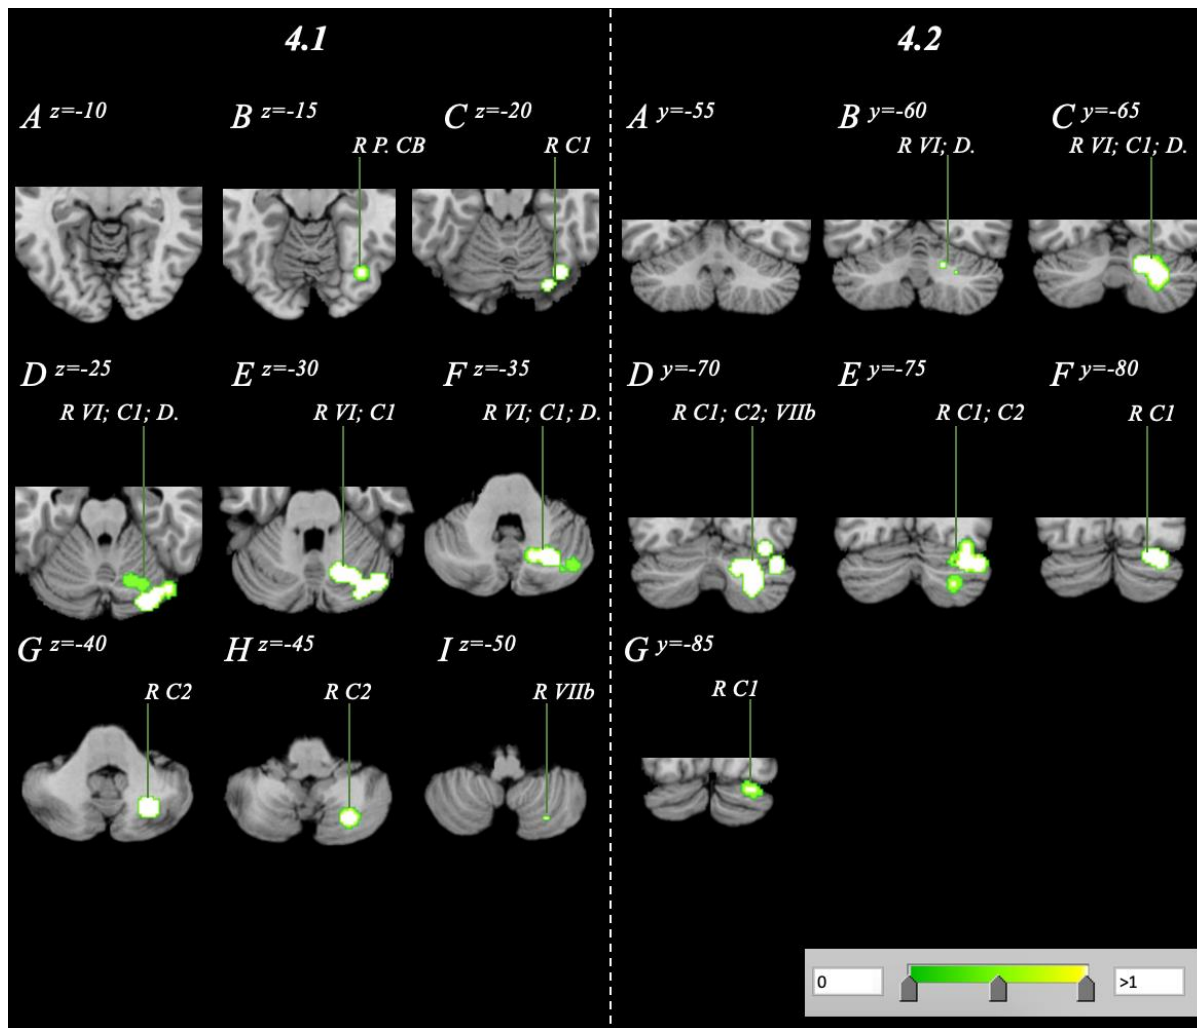 4.1
A z=-10
B z=-15
C z=-20
R P. CB
R C1
D z=-25
E z=-30
F z=-35
R VI; C1; D.
R VI; C1
R VI; C1; D.
G z=-40
H z=-45
I z=-50
R C2
R C2
R VIIb
4.2
A y=-55
B y=-60
C y=-65
R VI; D.
R VI; C1; D.
D y=-70
E y=-75
F y=-80
R C1; C2; VIIb
R C1; C2
R C1
G y=-85
R C1
0
>1